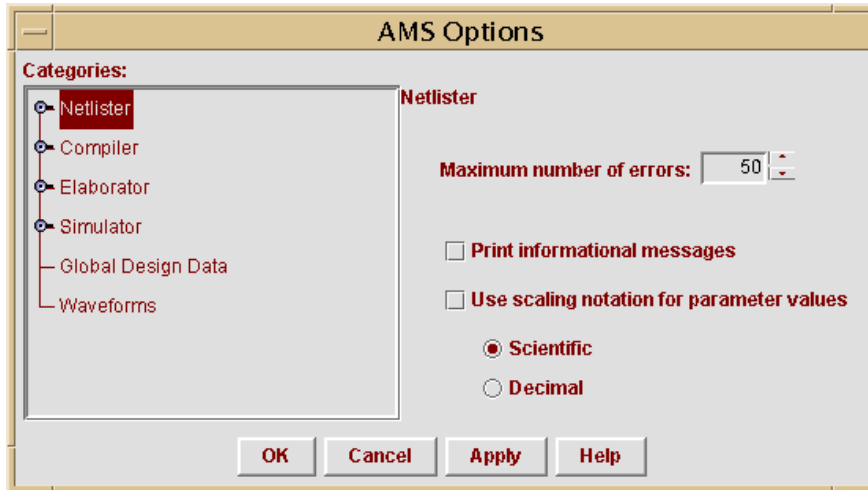 AMS Options
Categories:
Netlister
Compiler
Elaborator
Simulator
Global Design Data
Waveforms
Netlister
Maximum number of errors: 50
Print informational messages
Use scaling notation for parameter values
Scientific
Decimal
OK Cancel Apply Help